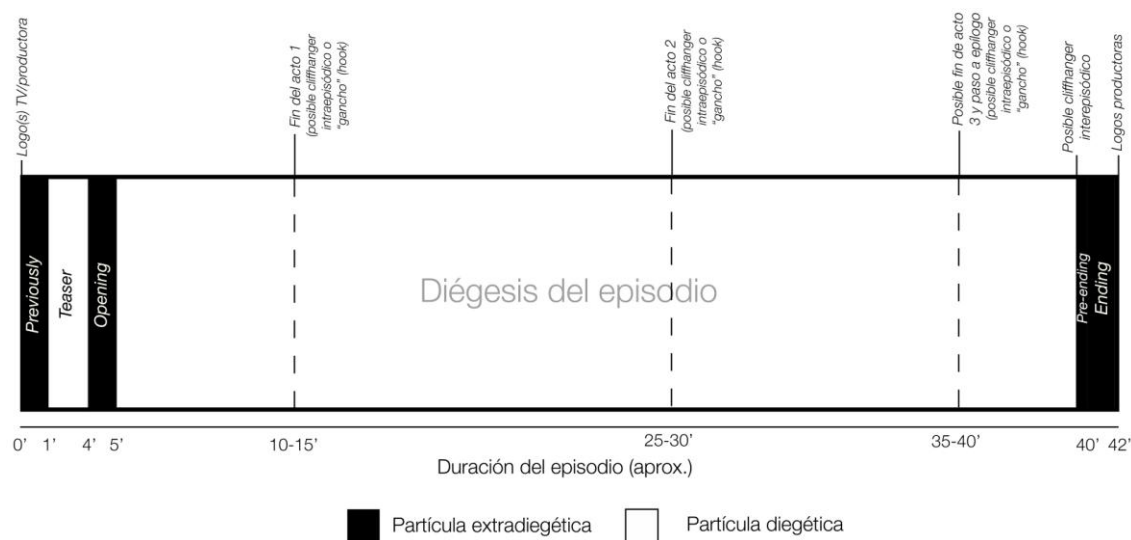 Logo(s) TV/productora
Fin del acto 1
(posible cliffhanger
intraepisódico o
“gancho” (hook)
Fin del acto 2
(posible cliffhanger
intraepisódico o
“gancho” (hook)
Posible fin de acto
3 y paso a epílogo
(posible cliffhanger
intraepisódico o
“gancho” (hook)
Posible cliffhanger
interepisódico
Logos productoras
Previously
Teaser
Opening
Diégesis del episodio
Pre-ending
Ending
0’ 1’ 4’ 5’ 10-15’ 25-30’ 35-40’ 40’ 42’
Duración del episodio (aprox.)
Partícula extradiegética Partícula diegética